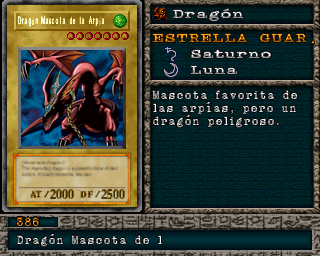 Dragón Mascota de la Arpía
AT/2000 DF/2500
Dragón
ESTRELLA GUAR.
Saturno
Luna
Mascota favorita de
las arpías, pero un
dragón peligroso.
386
Dragón Mascota de l